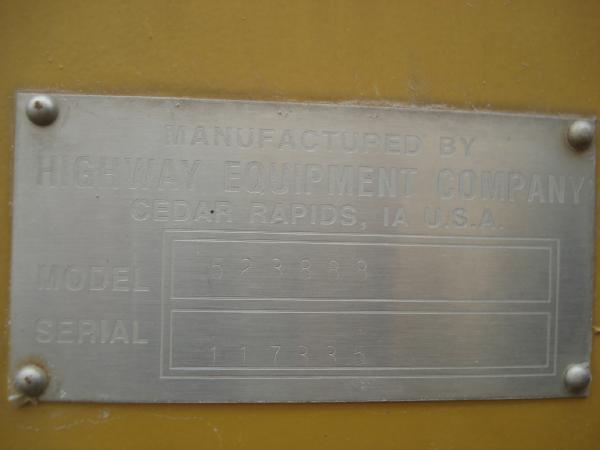 MANUFACTURED BY
HIGHWAY EQUIPMENT COMPANY
CEDAR RAPIDS, IA U.S.A.
MODEL
SERIAL